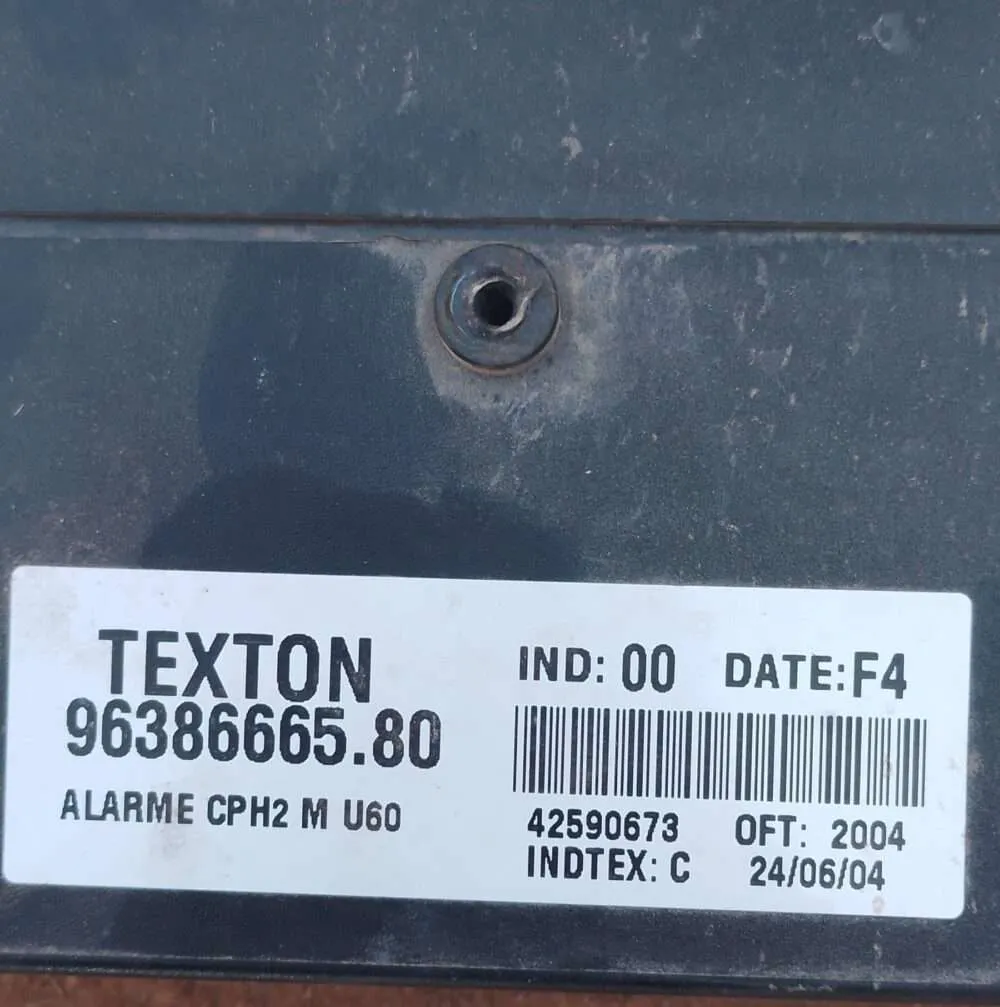 TEXTON
96386665.80
ALARME CPH2 M U60
IND: 00 DATE:F4
42590673 OFT: 2004
INDTEX: C 24/06/04